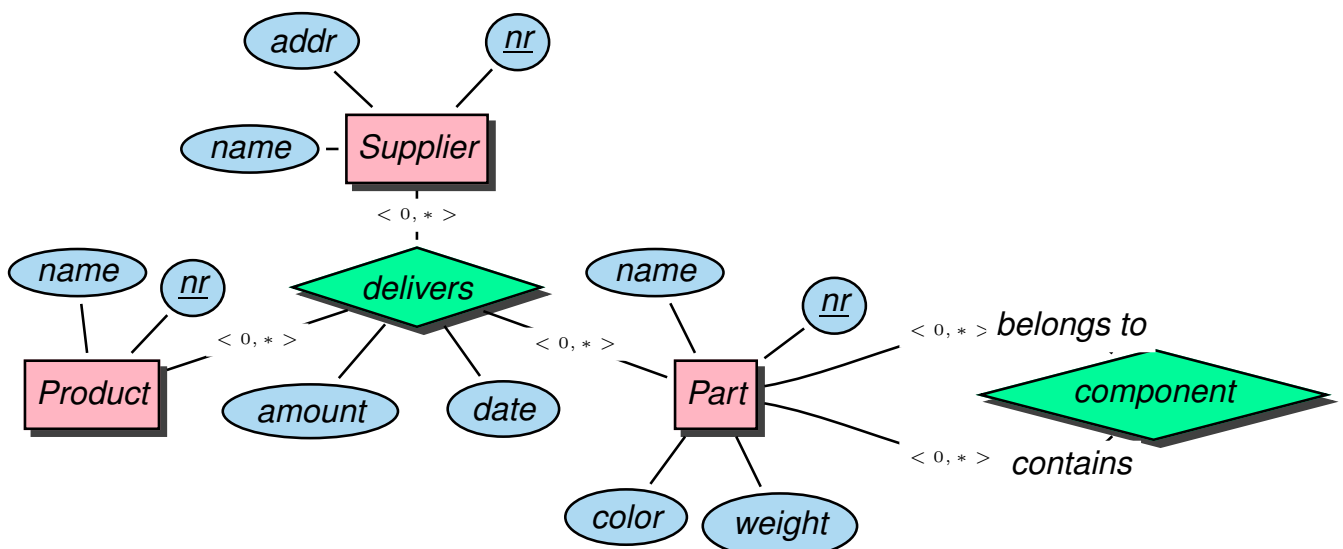 addr
nr
name
Supplier
< 0, * >
name
nr
delivers
name
nr
< 0, * >
< 0, * >
< 0, * >
belongs to
Product
amount
date
Part
component
< 0, * >
contains
color
weight